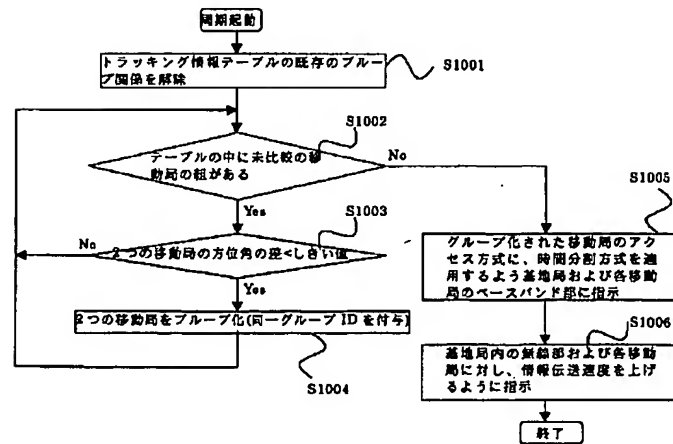 周期起動
トラッキング情報テーブルの既存のグルー
プ関係を解除
S1001
S1002
テーブルの中に未比較の移
動局の組がある
No
Yes
S1003
2つの移動局の方位角の差<しきい値
No
Yes
2つの移動局をグループ化(同一グループIDを付与)
S1004
S1005
グループ化された移動局のアク
セス方式に、時間分割方式を適
用するよう基地局および各移動
局のベースバンド部に指示
S1006
基地局内の無線部および各移動
局に対し、情報伝送速度を上げ
るように指示
終了